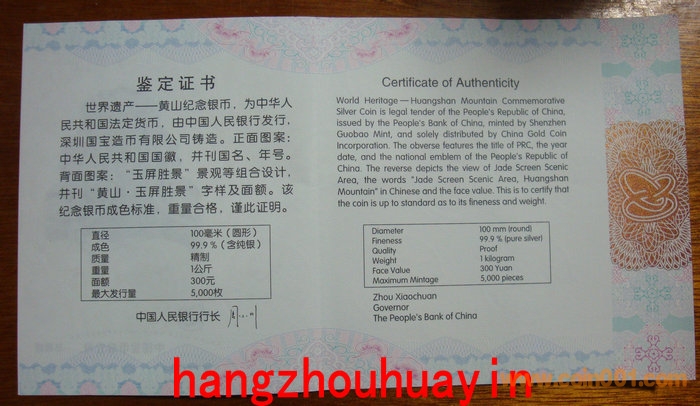 鉴定证书
世界遗产——黄山纪念银币，为中华人
民共和国法定货币，由中国人民银行发行，
深圳国宝造币有限公司铸造。正面图案：
中华人民共和国国徽，并刊国名、年号。
背面图案：“玉屏胜景”景观等组合设计，
并刊“黄山·玉屏胜景”字样及面额。该
纪念银币成色标准，重量合格，谨此证明。
直径 100毫米（圆形）
成色 99.9％（含纯银）
质量 精制
重量 1公斤
面额 300元
最大发行量 5,000枚
中国人民银行行长
Certificate of Authenticity
World Heritage — Huangshan Mountain Commemorative
Silver Coin is legal tender of the People's Republic of China,
issued by the People's Bank of China, minted by Shenzhen
Guobao Mint, and solely distributed by China Gold Coin
Incorporation. The obverse features the title of PRC, the year
date, and the national emblem of the People's Republic of
China. The reverse depicts the view of Jade Screen Scenic
Area, the words "Jade Screen Scenic Area, Huangshan
Mountain" in Chinese and the face value. This is to certify that
the coin is up to standard as to its fineness and weight.
Diameter 100 mm (round)
Fineness 99.9 % (pure silver)
Quality Proof
Weight 1 kilogram
Face Value 300 Yuan
Maximum Mintage 5,000 pieces
Zhou Xiaochuan
Governor
The People's Bank of China
hangzhouhuayin